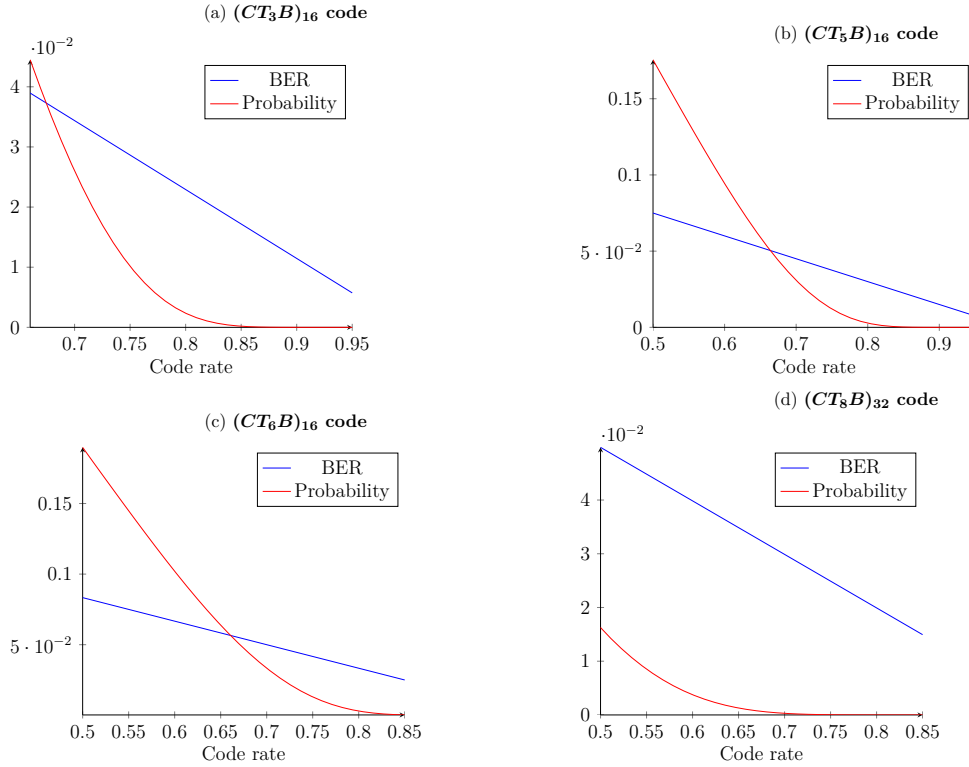 (a) (CT₃B)₁₆ code
·10⁻²
4
3
2
1
0
0.7 0.75 0.8 0.85 0.9 0.95
Code rate
BER
Probability
(b) (CT₅B)₁₆ code
0.15
0.1
5 · 10⁻²
0
0.5 0.6 0.7 0.8 0.9
Code rate
BER
Probability
(c) (CT₆B)₁₆ code
0.15
0.1
5 · 10⁻²
0.5 0.55 0.6 0.65 0.7 0.75 0.8 0.85
Code rate
BER
Probability
(d) (CT₈B)₃₂ code
·10⁻²
4
3
2
1
0
0.5 0.55 0.6 0.65 0.7 0.75 0.8 0.85
Code rate
BER
Probability